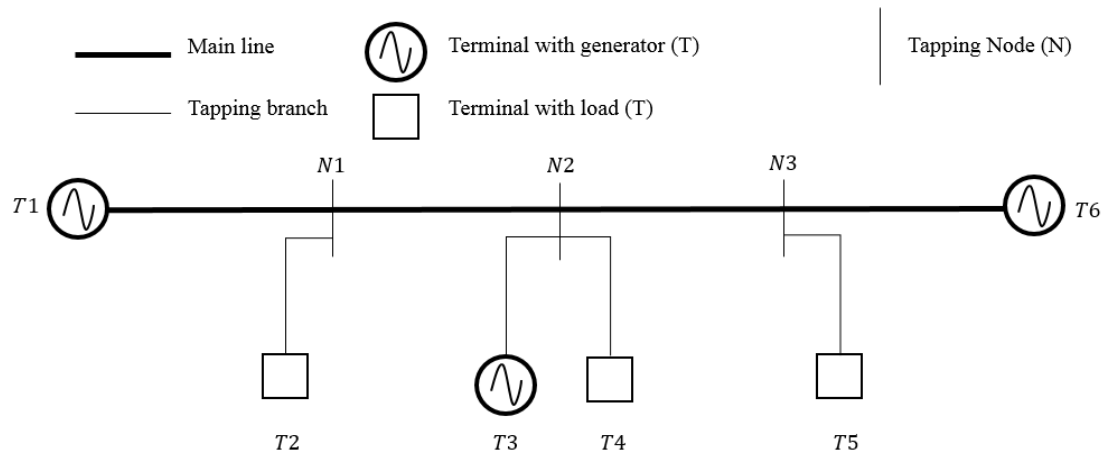 Main line
Terminal with generator (T)
Tapping Node (N)
Tapping branch
Terminal with load (T)
N1
N2
N3
T1
T6
T2
T3
T4
T5